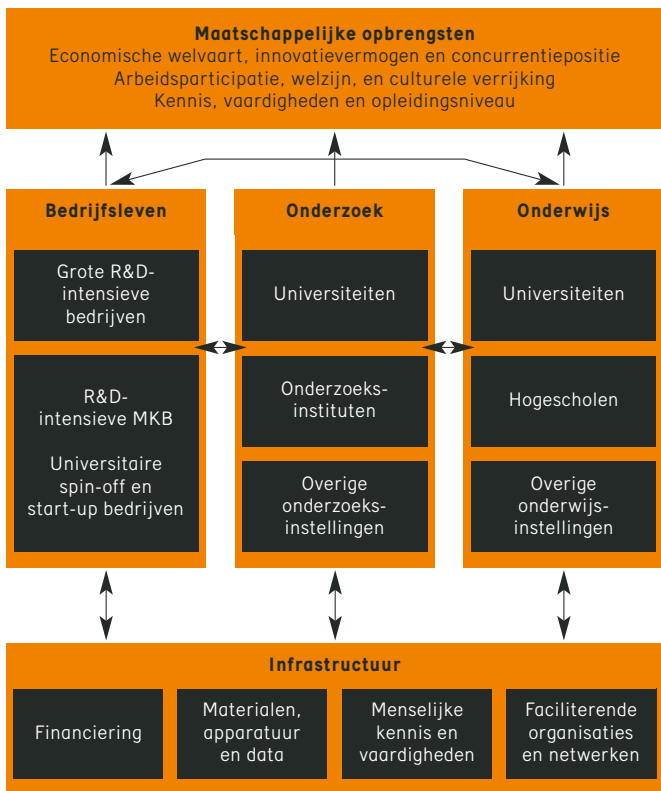 Maatschappelijke opbrengsten
Economische welvaart, innovatievermogen en concurrentiepositie
Arbeidsparticipatie, welzijn, en culturele verrijking
Kennis, vaardigheden en opleidingsniveau
Bedrijfsleven
Grote R&D-
intensieve
bedrijven
R&D-
intensieve MKB
Universitaire
spin-off en
start-up bedrijven
Onderzoek
Universiteiten
Onderzoeks-
instituten
Overige
onderzoeks-
instellingen
Onderwijs
Universiteiten
Hogescholen
Overige
onderwijs-
instellingen
Infrastructuur
Financiering
Materialen,
apparatuur
en data
Menselijke
kennis en
vaardigheden
Faciliterende
organisaties
en netwerken